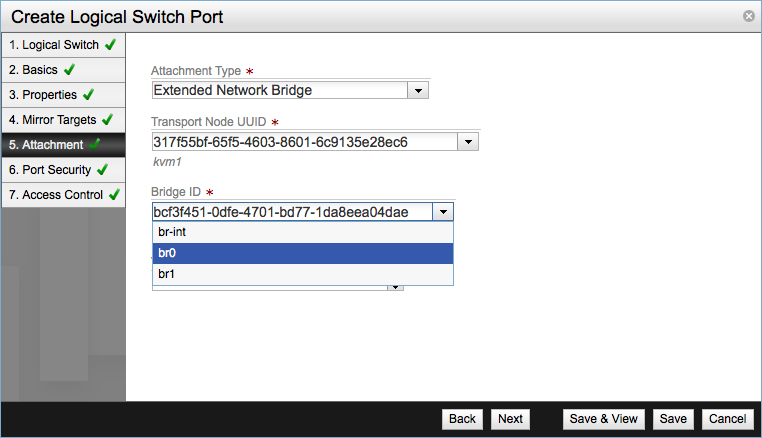 Create Logical Switch Port
1. Logical Switch
2. Basics
3. Properties
4. Mirror Targets
5. Attachment
6. Port Security
7. Access Control
Attachment Type *
Extended Network Bridge
Transport Node UUID *
317f55bf-65f5-4603-8601-6c9135e28ec6
kvm1
Bridge ID *
bcf3f451-0dfe-4701-bd77-1da8eea04dae
br-int
br0
br1
Back Next Save & View Save Cancel